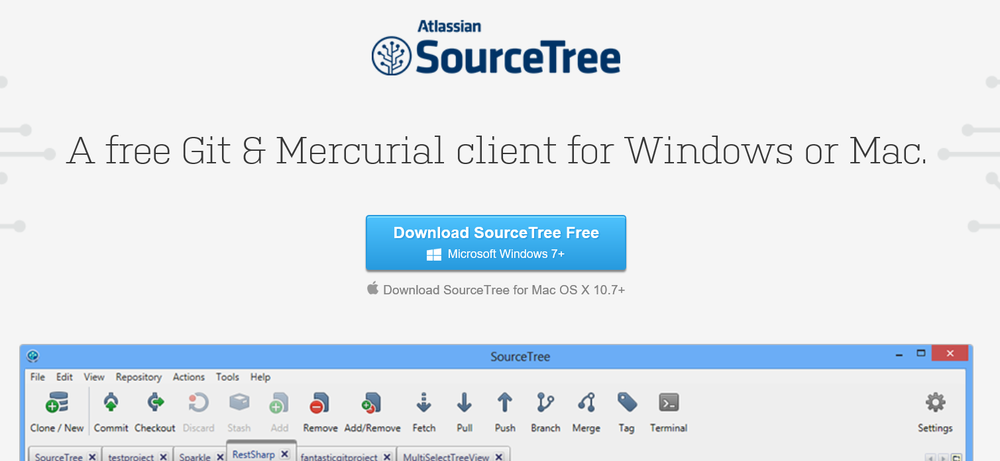 Atlassian
SourceTree
A free Git & Mercurial client for Windows or Mac.
Download SourceTree Free
Microsoft Windows 7+
Download SourceTree for Mac OS X 10.7+
SourceTree
File Edit View Repository Actions Tools Help
Clone / New Commit Checkout Discard Stash Add Remove Add/Remove Fetch Pull Push Branch Merge Tag Terminal Settings
SourceTree testproject Sparkle RestSharp fantasticgitproject MultiSelectTreeView